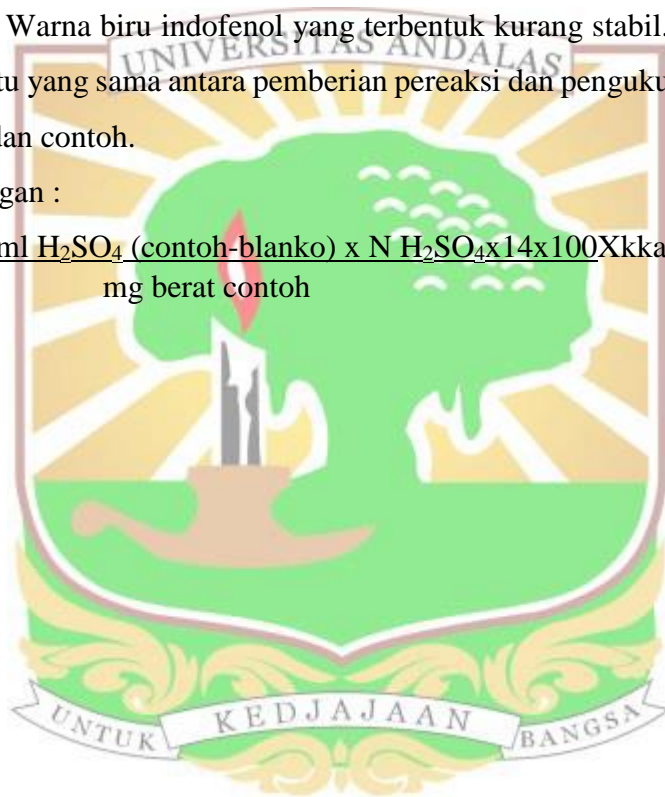 Warna biru indofenol yang terbentuk kurang stabil.
tu yang sama antara pemberian pereaksi dan penguku
dan contoh.
gan :
ml H₂SO₄ (contoh-blanko) x N H₂SO₄x14x100Xkka
mg berat contoh
UNIVERSITAS ANDALAS
UNTUK KEDJAJAAN BANGSA